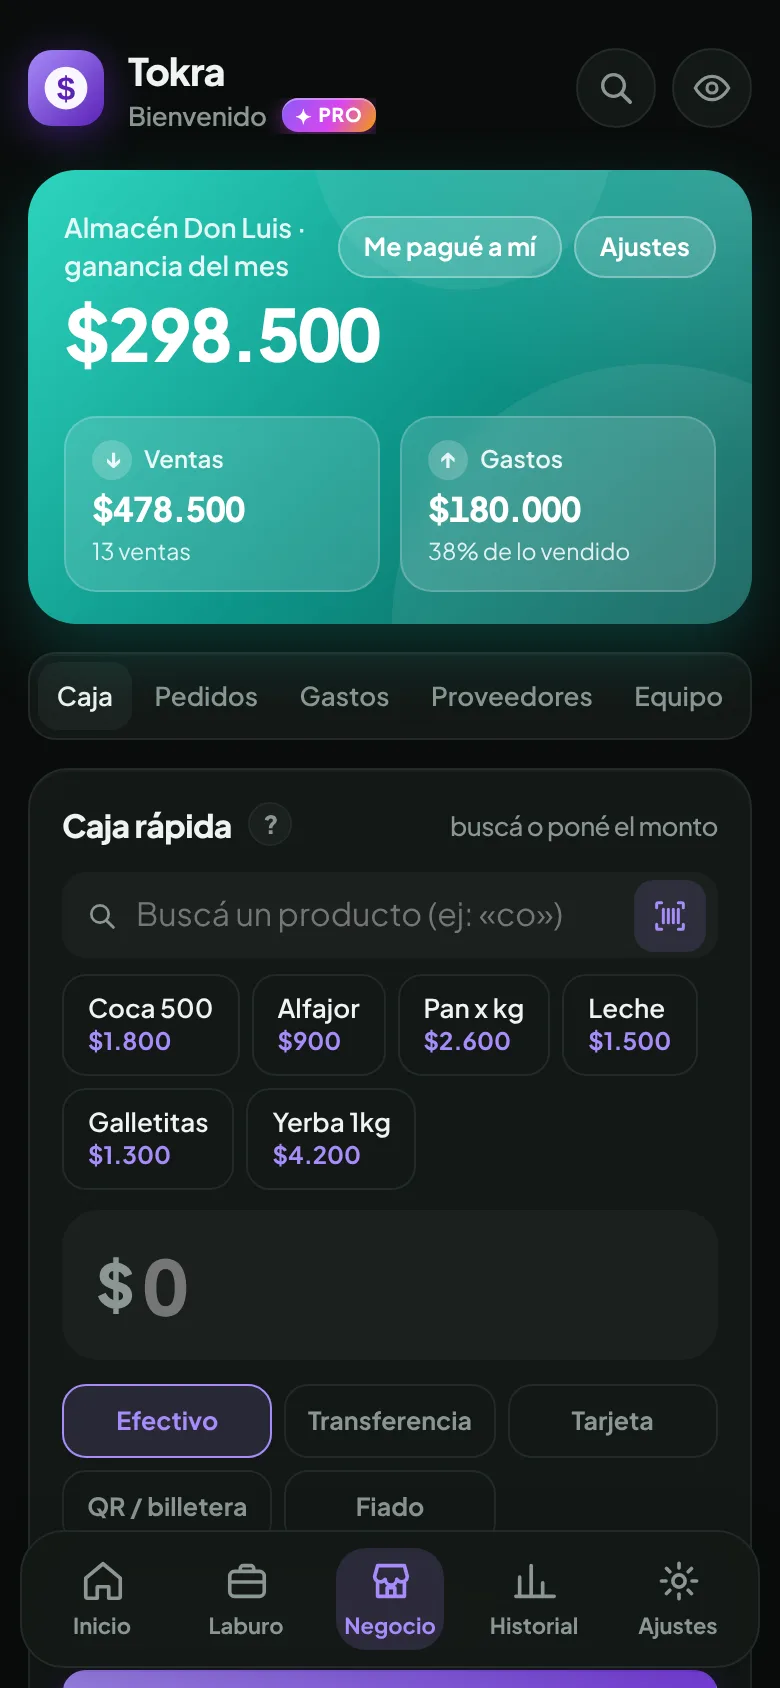 Tokra
Bienvenido
✦ PRO
Almacén Don Luis ·
ganancia del mes
Me pagué a mí
Ajustes
$298.500
Ventas
$478.500
13 ventas
Gastos
$180.000
38% de lo vendido
Caja
Pedidos
Gastos
Proveedores
Equipo
Caja rápida
?
buscá o poné el monto
Buscá un producto (ej: «co»)
Coca 500
$1.800
Alfajor
$900
Pan x kg
$2.600
Leche
$1.500
Galletitas
$1.300
Yerba 1kg
$4.200
$ 0
Efectivo
Transferencia
Tarjeta
QR / billetera
Fiado
Inicio
Laburo
Negocio
Historial
Ajustes